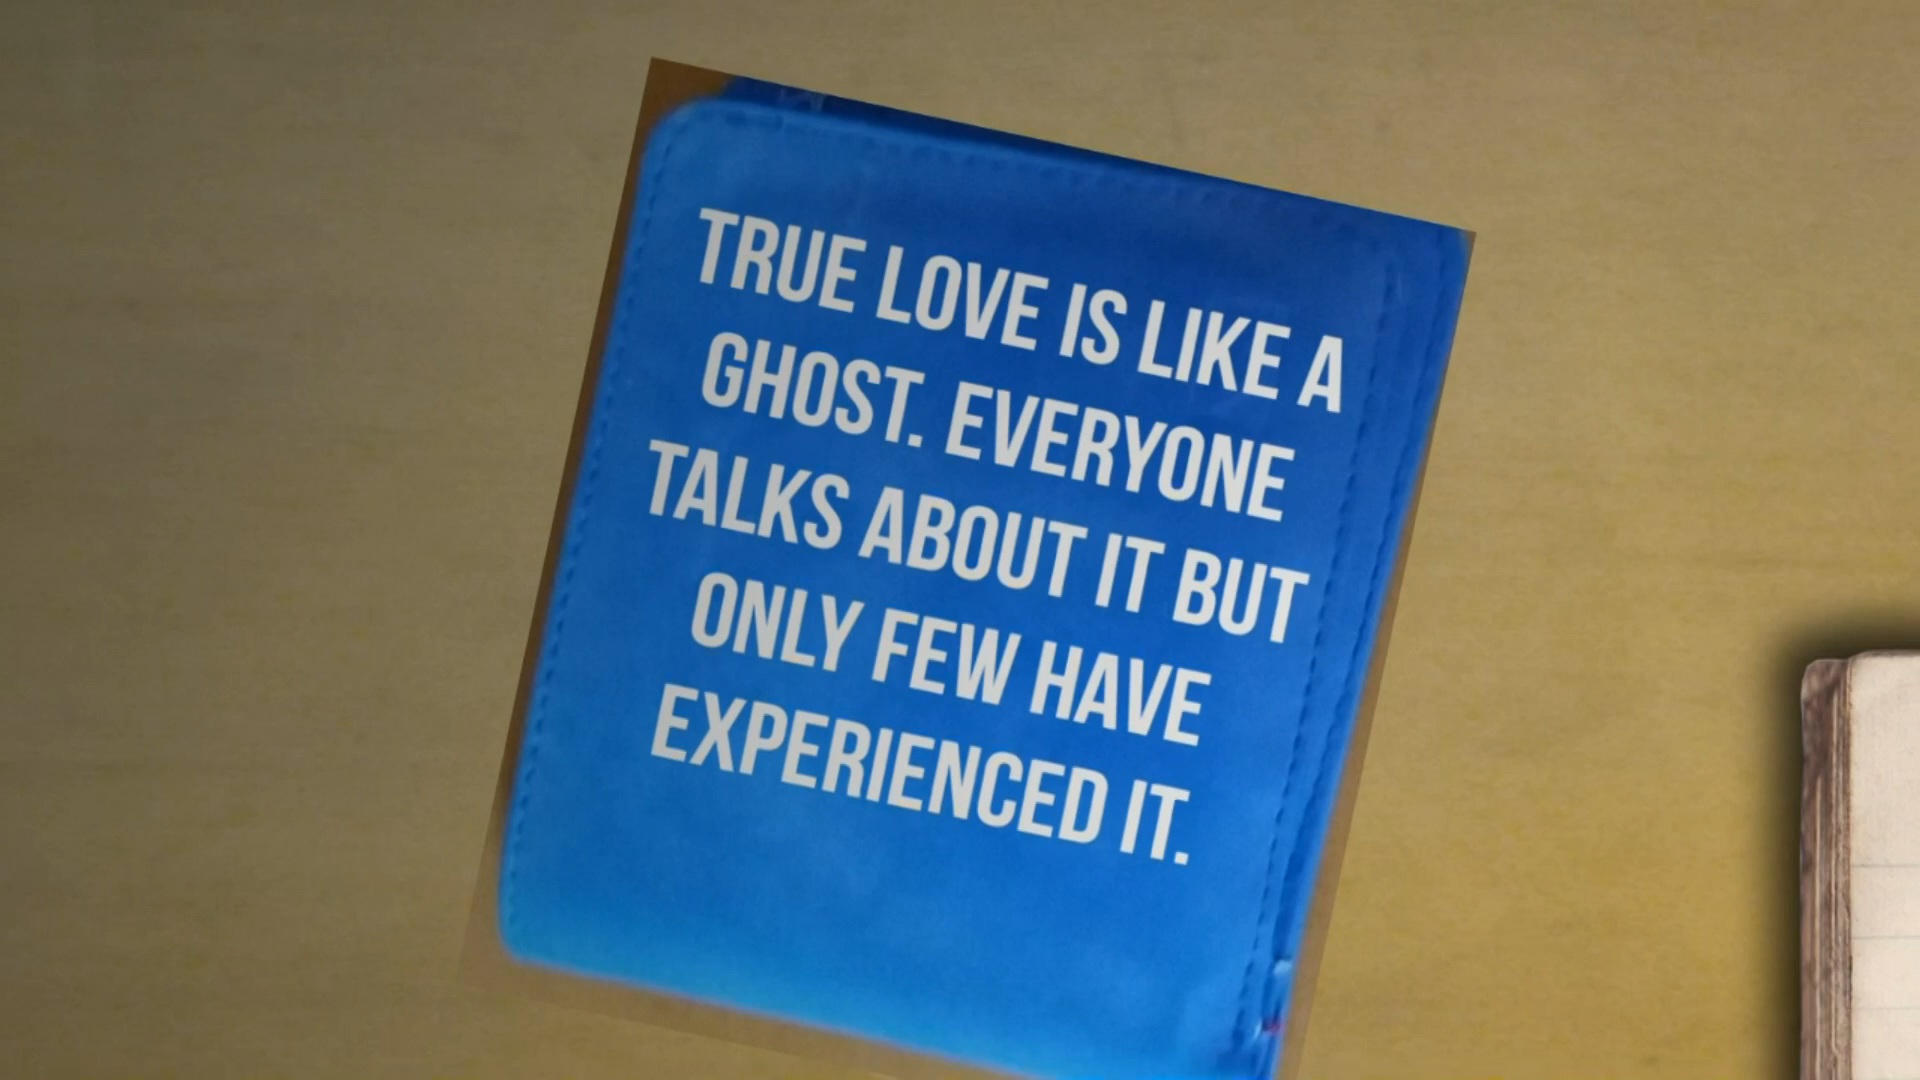 TRUE LOVE IS LIKE A
GHOST. EVERYONE
TALKS ABOUT IT BUT
ONLY FEW HAVE
EXPERIENCED IT.